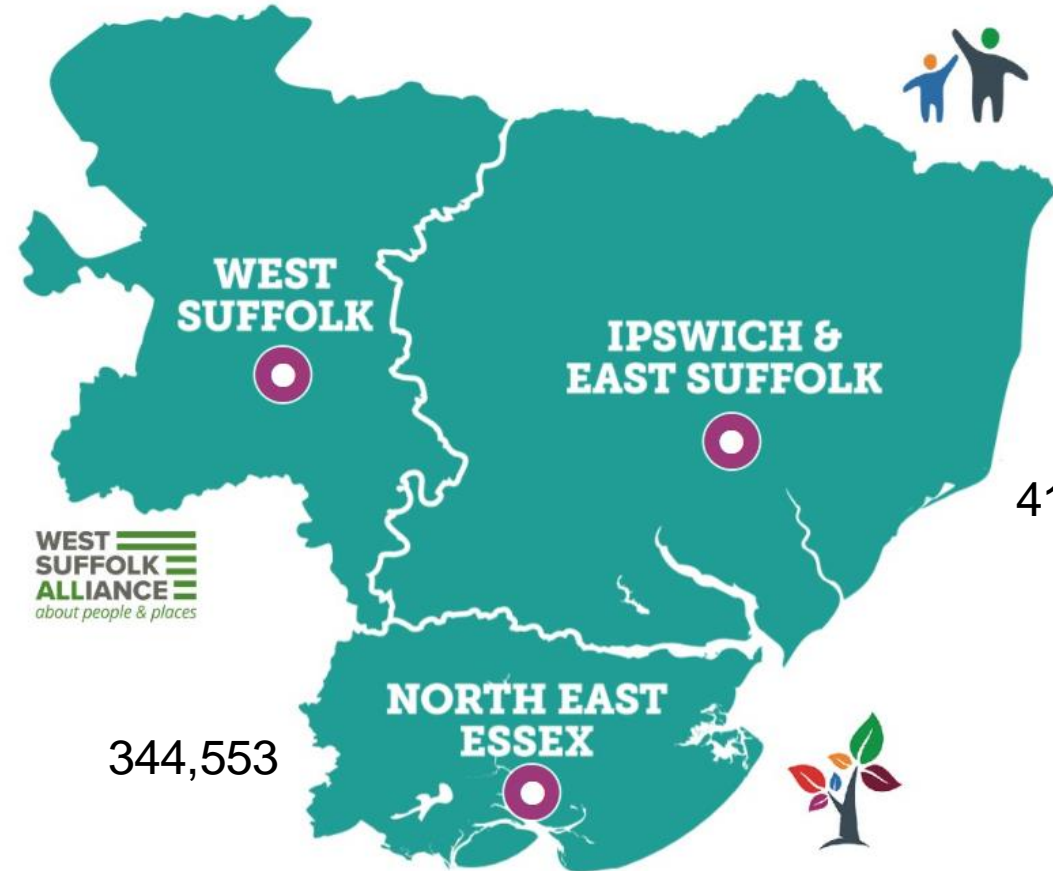 WEST
SUFFOLK
IPSWICH &
EAST SUFFOLK
WEST
SUFFOLK
ALLIANCE
about people & places
NORTH EAST
ESSEX
344,553